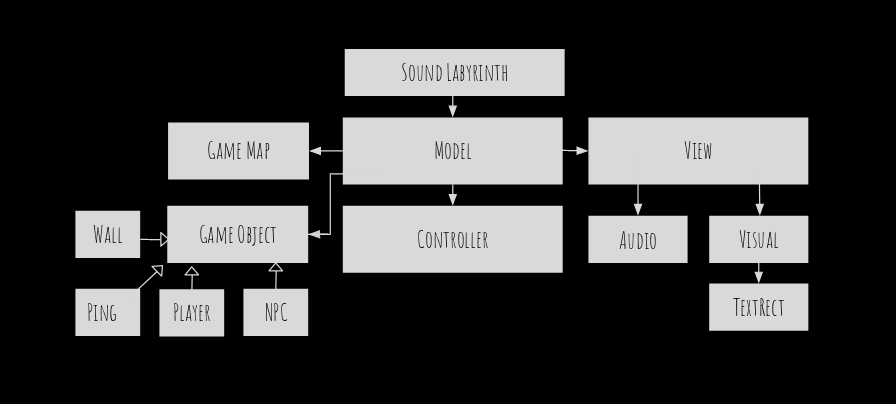 Sound Labyrinth
Game Map
Model
View
Wall
Game Object
Controller
Audio
Visual
Ping
Player
NPC
TextRect